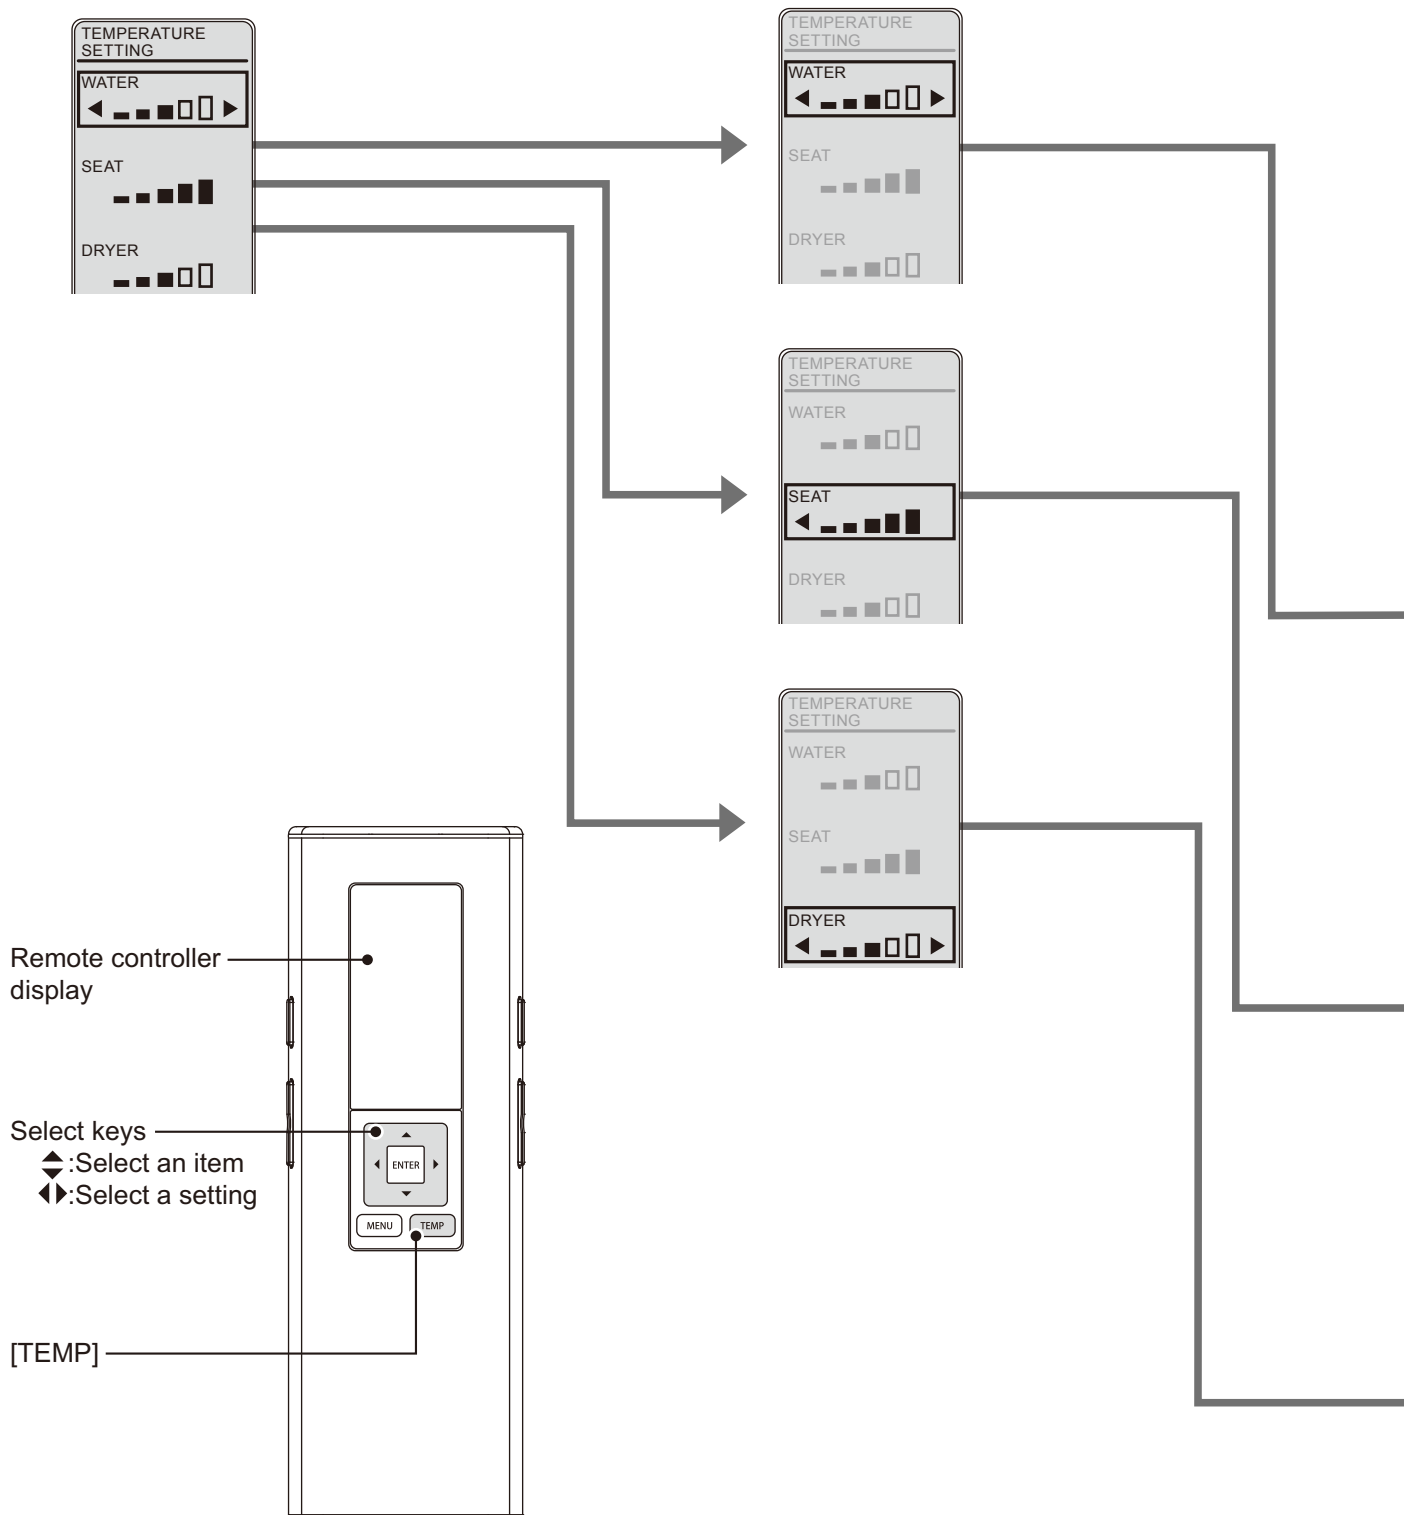 TEMPERATURE
SETTING
WATER
SEAT
DRYER
TEMPERATURE
SETTING
WATER
SEAT
DRYER
TEMPERATURE
SETTING
WATER
SEAT
DRYER
TEMPERATURE
SETTING
WATER
SEAT
DRYER
Remote controller
display
Select keys
:Select an item
:Select a setting
ENTER
MENU
TEMP
[TEMP]